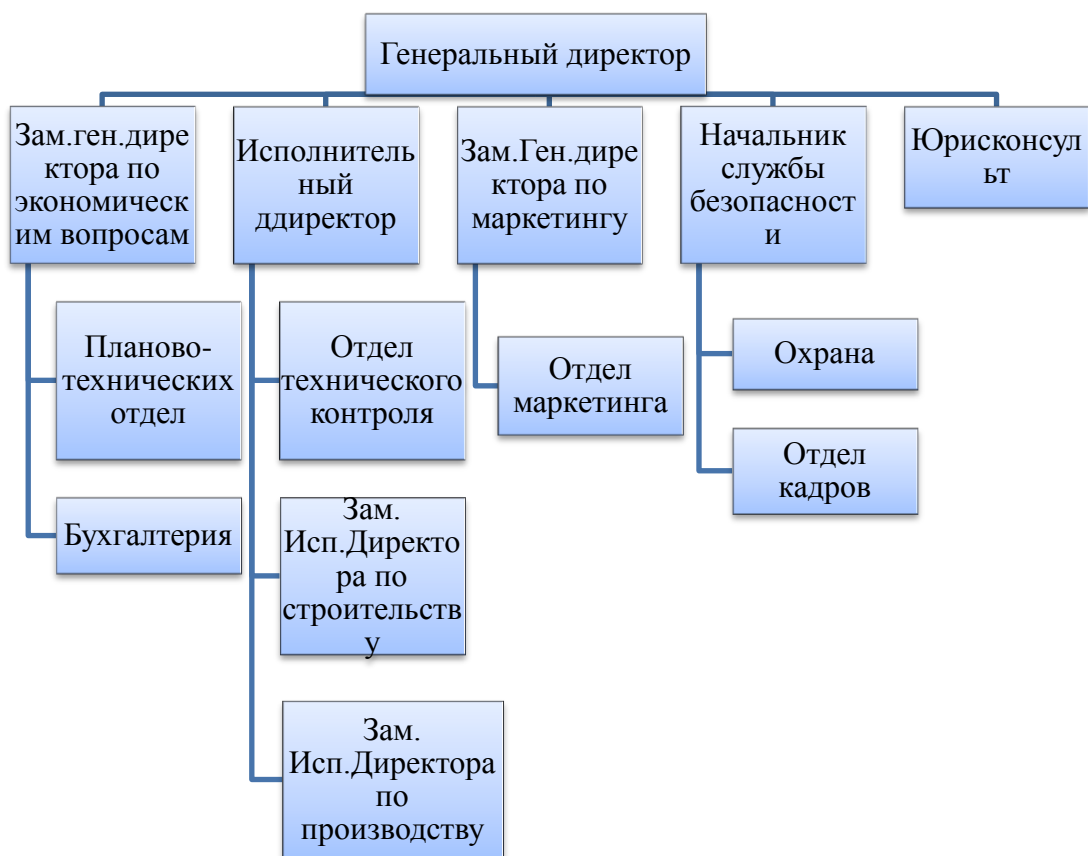 Генеральный директор
Зам.ген.дире
ктора по
экономическ
им вопросам
Исполнитель
ный
ддиректор
Зам.Ген.дире
ктора по
маркетингу
Начальник
службы
безопасност
и
Юрисконсул
ьт
Планово-
технических
отдел
Бухгалтерия
Отдел
технического
контроля
Зам.
Исп.Директо
ра по
строительств
у
Зам.
Исп.Директора
по
производству
Отдел
маркетинга
Охрана
Отдел
кадров